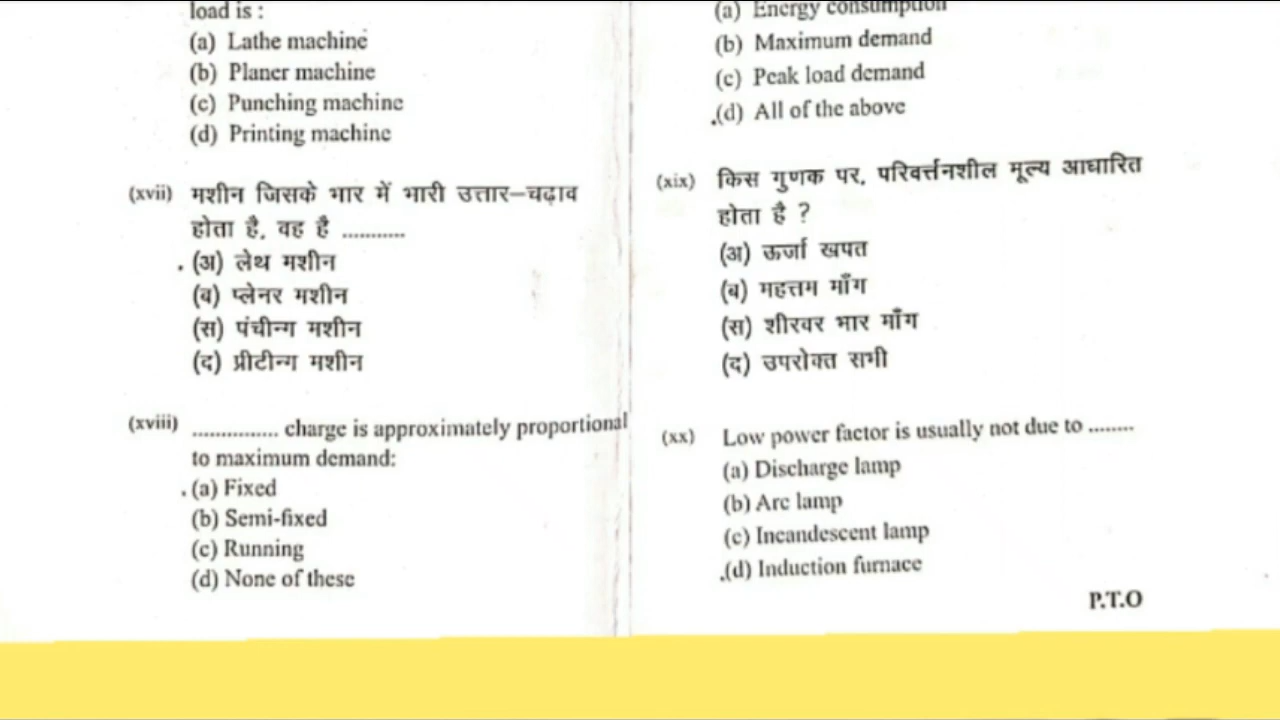 load is :
(a) Lathe machine
(b) Planer machine
(c) Punching machine
(d) Printing machine
(xvii) मशीन जिसके भार में भारी उत्तार–चढ़ाव
होता है, वह है ...........
. (अ) लेथ मशीन
(ब) प्लेनर मशीन
(स) पंचीन्ग मशीन
(द) प्रीटीन्ग मशीन
(xviii) ............... charge is approximately proportional
to maximum demand:
. (a) Fixed
(b) Semi-fixed
(c) Running
(d) None of these
(a) Energy consumption
(b) Maximum demand
(c) Peak load demand
.(d) All of the above
(xix) किस गुणक पर, परिवर्त्तनशील मूल्य आधारित
होता है ?
(अ) ऊर्जा खपत
(ब) महत्तम माँग
(स) शीरवर भार माँग
(द) उपरोक्त सभी
(xx) Low power factor is usually not due to ........
(a) Discharge lamp
(b) Arc lamp
(c) Incandescent lamp
.(d) Induction furnace
P.T.O